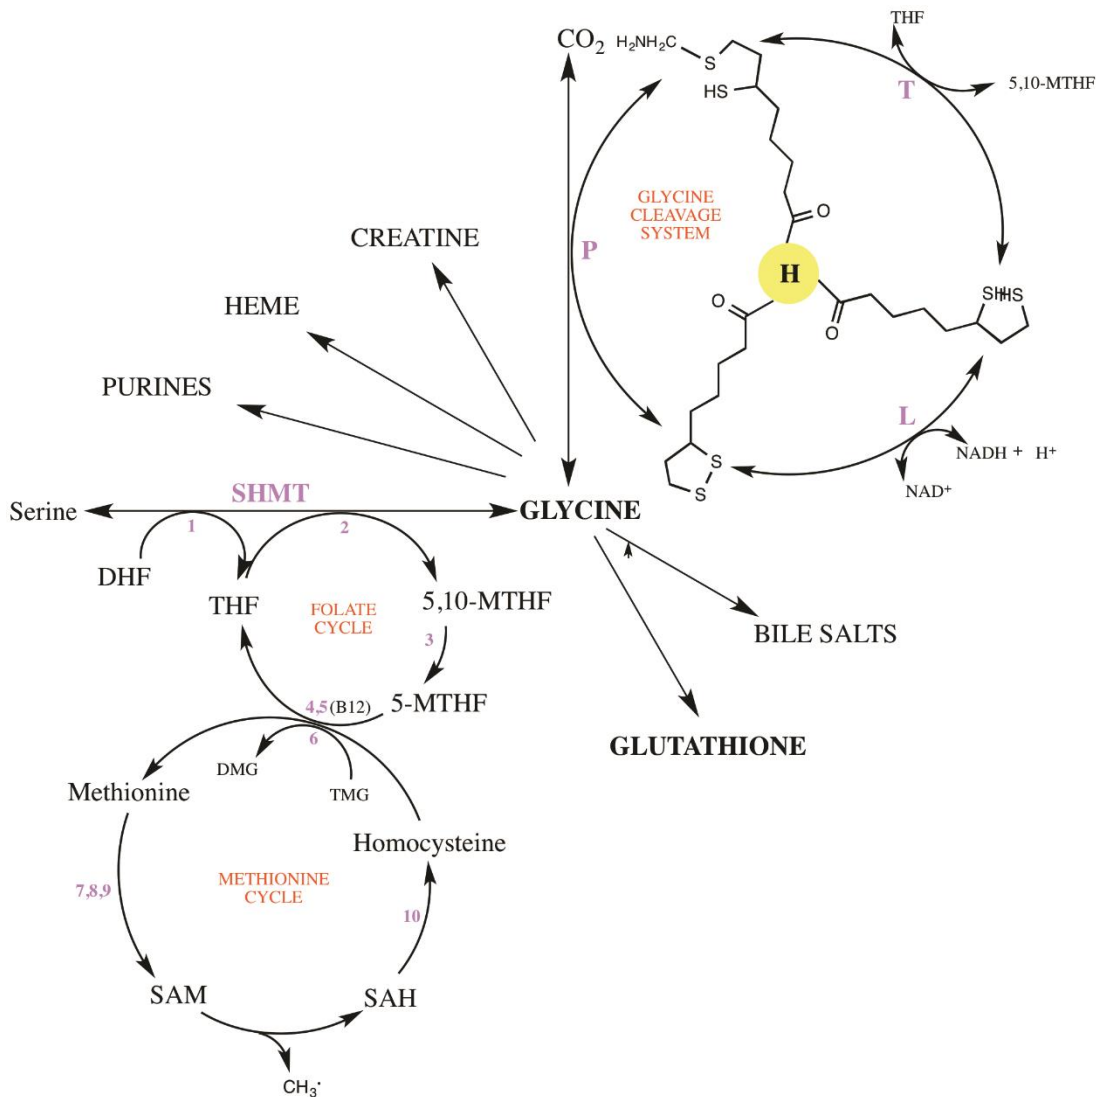 THF
CO2
H2NH2C
S
HS
T
5,10-MTHF
GLYCINE
CLEAVAGE
SYSTEM
O
P
CREATINE
H
HEME
O
O
SH
HS
PURINES
L
NADH + H+
NAD+
S
S
SHMT
Serine
GLYCINE
1
2
DHF
THF
FOLATE
CYCLE
5,10-MTHF
3
BILE SALTS
4,5(B12)
5-MTHF
6
GLUTATHIONE
DMG
TMG
Methionine
Homocysteine
METHIONINE
CYCLE
7,8,9
10
SAM
SAH
CH3·